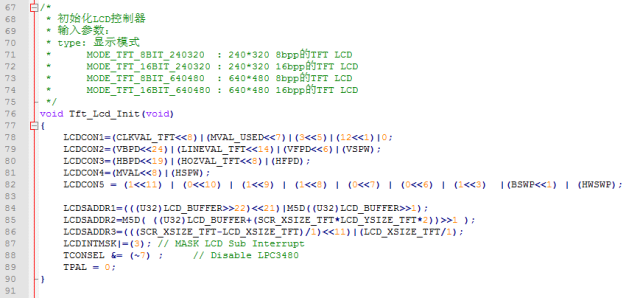 67 /*
68  * 初始化LCD控制器
69  * 输入参数:
70  * type: 显示模式
71  *      MODE_TFT_8BIT_240320  : 240*320 8bpp的TFT LCD
72  *      MODE_TFT_16BIT_240320 : 240*320 16bpp的TFT LCD
73  *      MODE_TFT_8BIT_640480  : 640*480 8bpp的TFT LCD
74  *      MODE_TFT_16BIT_640480 : 640*480 16bpp的TFT LCD
75  */
76 void Tft_Lcd_Init(void)
77 {
78     LCDCON1=(CLKVAL_TFT<<8)|(MVAL_USED<<7)|(3<<5)|(12<<1)|0;
79     LCDCON2=(VBPD<<24)|(LINEVAL_TFT<<14)|(VFPD<<6)|(VSPW);
80     LCDCON3=(HBPD<<19)|(HOZVAL_TFT<<8)|(HFPD);
81     LCDCON4=(MVAL<<8)|(HSPW);
82     LCDCON5 = (1<<11) | (0<<10) | (1<<9) | (1<<8) | (0<<7) | (0<<6) | (1<<3)  |(BSWP<<1) | (HWSWP);
83
84     LCDSADDR1=(((U32)LCD_BUFFER>>22)<<21)|M5D((U32)LCD_BUFFER>>1);
85     LCDSADDR2=M5D( ((U32)LCD_BUFFER+(SCR_XSIZE_TFT*LCD_YSIZE_TFT*2))>>1 );
86     LCDSADDR3=(((SCR_XSIZE_TFT-LCD_XSIZE_TFT)/1)<<11)|(LCD_XSIZE_TFT/1);
87     LCDINTMSK|=(3); // MASK LCD Sub Interrupt
88     TCONSEL &= (~7) ;     // Disable LPC3480
89     TPAL = 0;
90 }
91